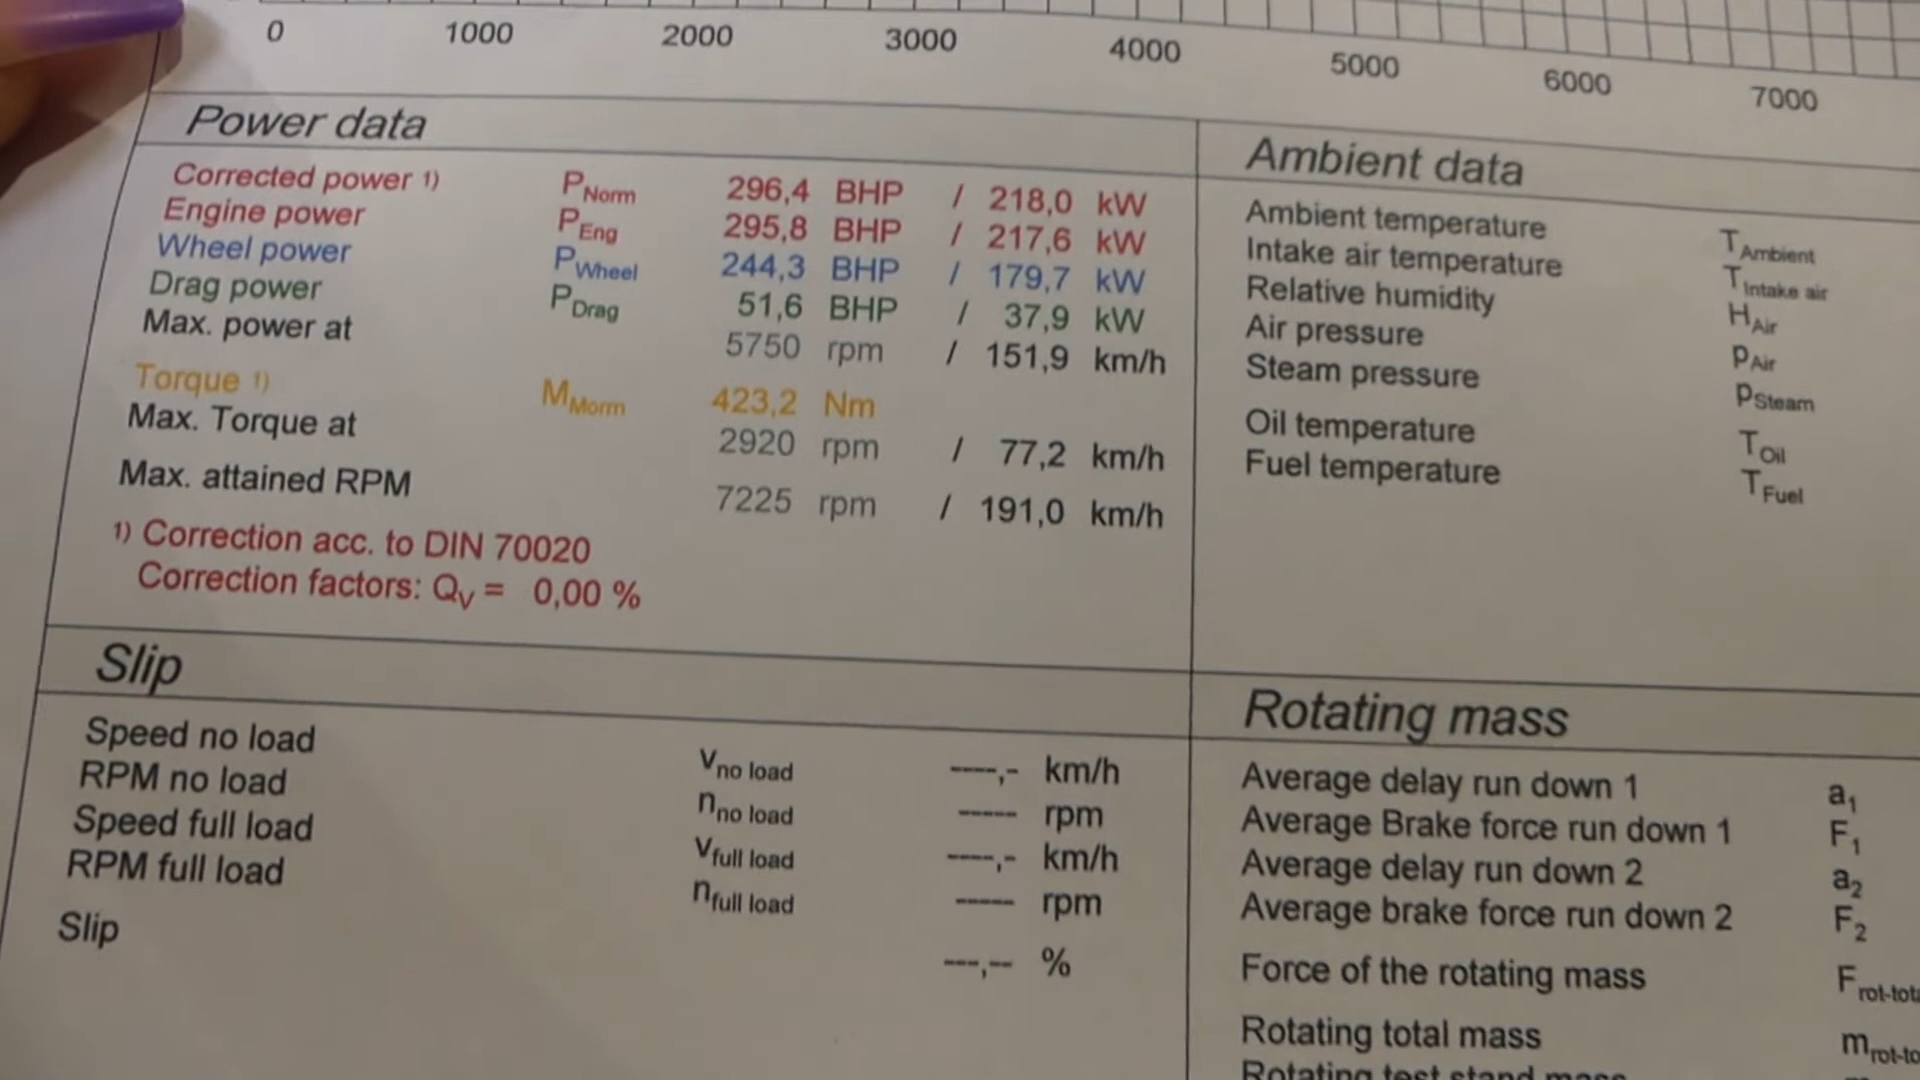 0 1000 2000 3000 4000 5000 6000 7000
Power data
Corrected power 1) PNorm 296,4 BHP / 218,0 kW
Engine power PEng 295,8 BHP / 217,6 kW
Wheel power PWheel 244,3 BHP / 179,7 kW
Drag power PDrag 51,6 BHP / 37,9 kW
Max. power at 5750 rpm / 151,9 km/h
Torque 1) MMorm 423,2 Nm
Max. Torque at 2920 rpm / 77,2 km/h
Max. attained RPM 7225 rpm / 191,0 km/h
1) Correction acc. to DIN 70020
Correction factors: QV = 0,00 %
Ambient data
Ambient temperature TAmbient
Intake air temperature TIntake air
Relative humidity HAir
Air pressure pAir
Steam pressure pSteam
Oil temperature TOil
Fuel temperature TFuel
Slip
Speed no load vno load ----,- km/h
RPM no load nno load ----- rpm
Speed full load vfull load ----,- km/h
RPM full load nfull load ----- rpm
Slip ---,-- %
Rotating mass
Average delay run down 1 a1
Average Brake force run down 1 F1
Average delay run down 2 a2
Average brake force run down 2 F2
Force of the rotating mass Frot-tot
Rotating total mass mrot-to
Rotating test stand mass